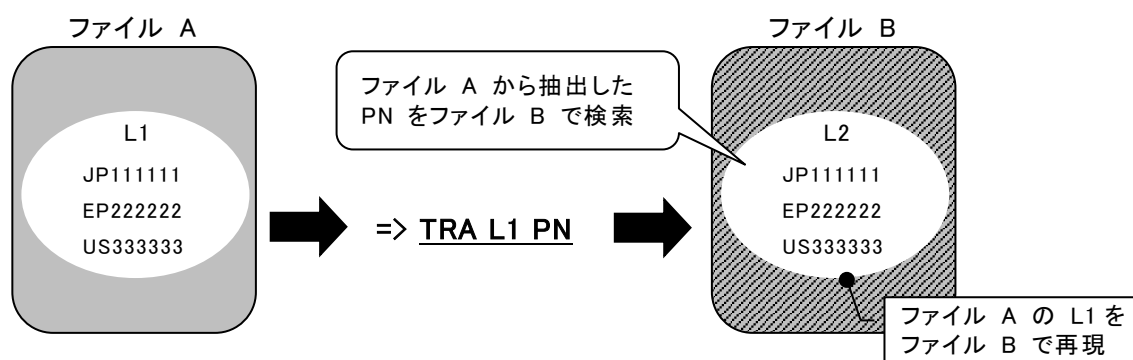 ファイル A
L1
JP111111
EP222222
US333333
=> TRA L1 PN
ファイル A から抽出した
PN をファイル B で検索
ファイル B
L2
JP111111
EP222222
US333333
ファイル A の L1を
ファイル B で再現